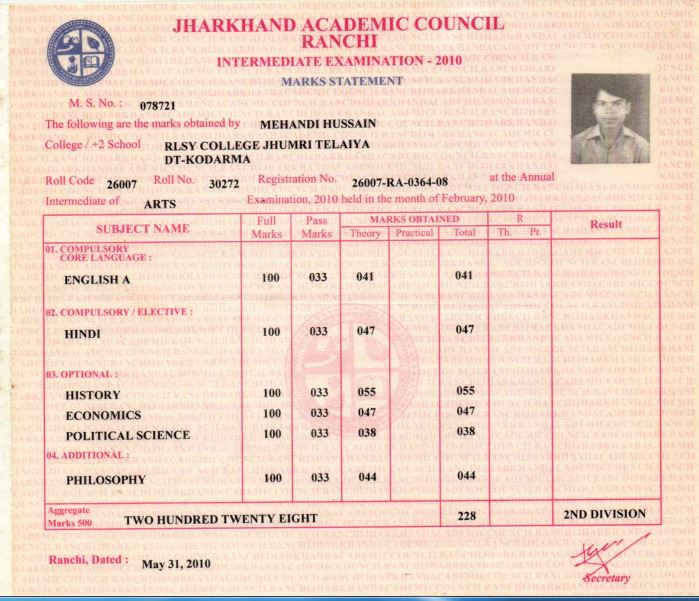 JHARKHAND ACADEMIC COUNCIL
RANCHI
INTERMEDIATE EXAMINATION - 2010
MARKS STATEMENT
M. S. No. : 078721
The following are the marks obtained by MEHANDI HUSSAIN
College / +2 School RLSY COLLEGE JHUMRI TELAIYA
DT-KODARMA
Roll Code 26007 Roll No. 30272 Registration No. 26007-RA-0364-08 at the Annual
Intermediate of ARTS Examination, 2010 held in the month of February, 2010
SUBJECT NAME Full Marks Pass Marks MARKS OBTAINED R Result
Theory Practical Total Th. Pr.
01. COMPULSORY
CORE LANGUAGE :
ENGLISH A 100 033 041 041
02. COMPULSORY / ELECTIVE :
HINDI 100 033 047 047
03. OPTIONAL :
HISTORY 100 033 055 055
ECONOMICS 100 033 047 047
POLITICAL SCIENCE 100 033 038 038
04. ADDITIONAL :
PHILOSOPHY 100 033 044 044
Aggregate
Marks 500 TWO HUNDRED TWENTY EIGHT 228 2ND DIVISION
Ranchi, Dated : May 31, 2010
Secretary